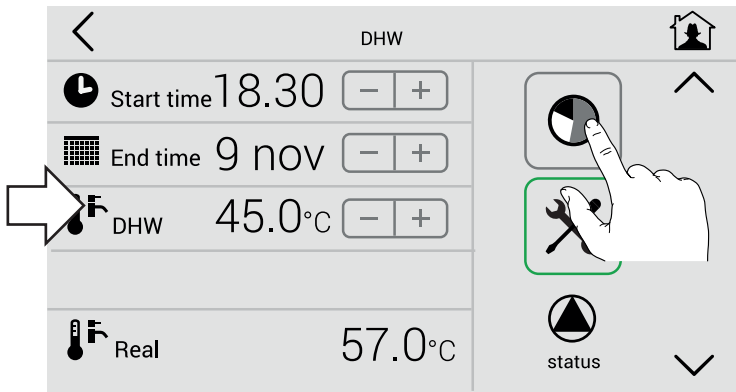 DHW
Start time 18.30 − +
End time 9 nov − +
DHW 45.0°C − +
Real 57.0°C
status